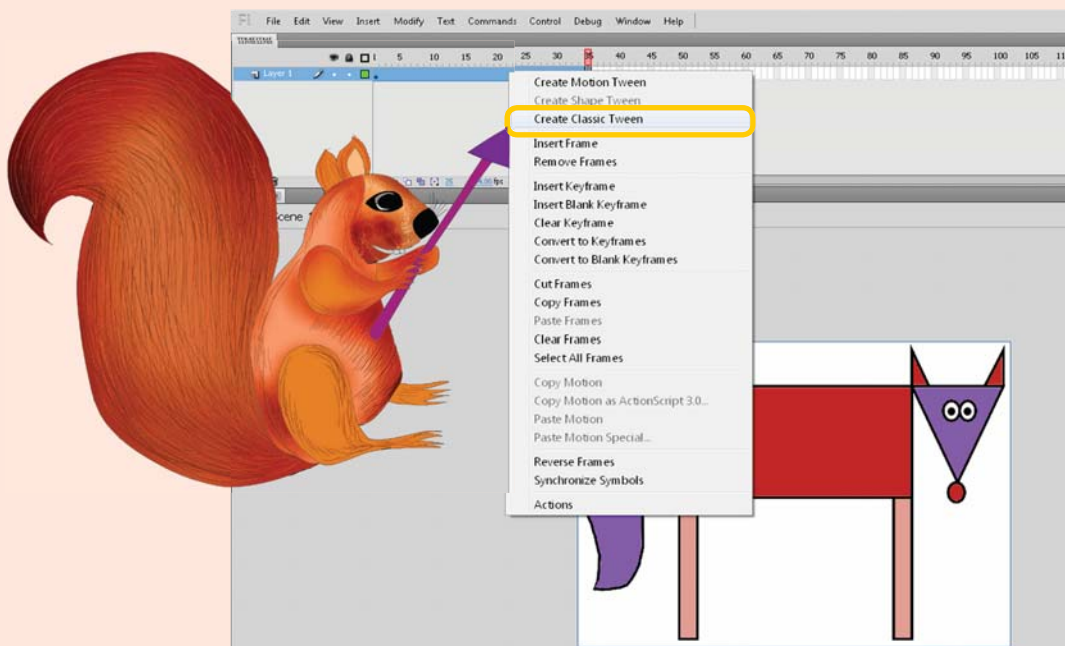 Fl File Edit View Insert Modify Text Commands Control Debug Window Help
5 10 15 20 25 30 35 40 45 50 55 60 65 70 75 80 85 90 95 100 105 11
Layer 1
Create Motion Tween
Create Shape Tween
Create Classic Tween
Insert Frame
Remove Frames
Insert Keyframe
Insert Blank Keyframe
Clear Keyframe
Convert to Keyframes
Convert to Blank Keyframes
Cut Frames
Copy Frames
Paste Frames
Clear Frames
Select All Frames
Copy Motion
Copy Motion as ActionScript 3.0...
Paste Motion
Paste Motion Special...
Reverse Frames
Synchronize Symbols
Actions
fps
cene